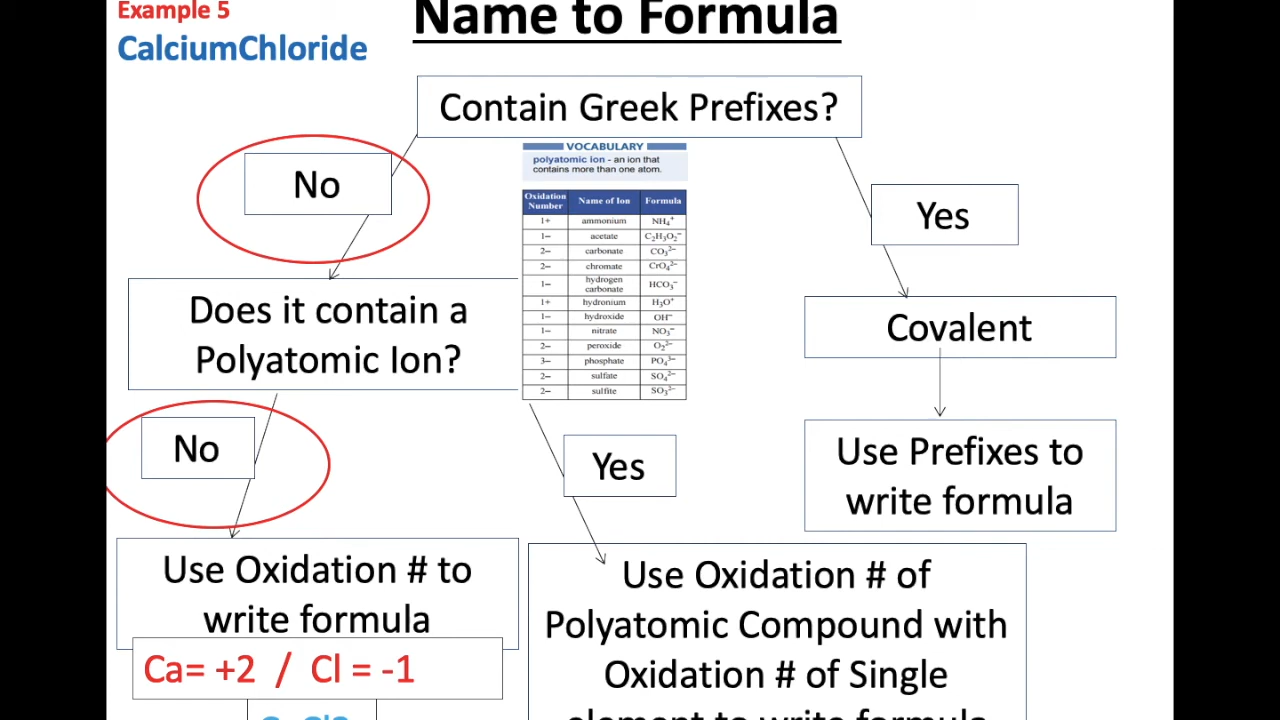 Example 5
Name to Formula
CalciumChloride
Contain Greek Prefixes?
No
VOCABULARY
polyatomic ion - an ion that
contains more than one atom.
Oxidation Number Name of Ion Formula
1+ ammonium NH₄⁺
1− acetate C₂H₃O₂⁻
2− carbonate CO₃²⁻
2− chromate CrO₄²⁻
1− hydrogen carbonate HCO₃⁻
1+ hydronium H₃O⁺
1− hydroxide OH⁻
1− nitrate NO₃⁻
2− peroxide O₂²⁻
3− phosphate PO₄³⁻
2− sulfate SO₄²⁻
2− sulfite SO₃²⁻
Yes
Does it contain a
Polyatomic Ion?
Covalent
No
Yes
Use Prefixes to
write formula
Use Oxidation # to
write formula
Ca= +2 / Cl = -1
Use Oxidation # of
Polyatomic Compound with
Oxidation # of Single
element to write formula